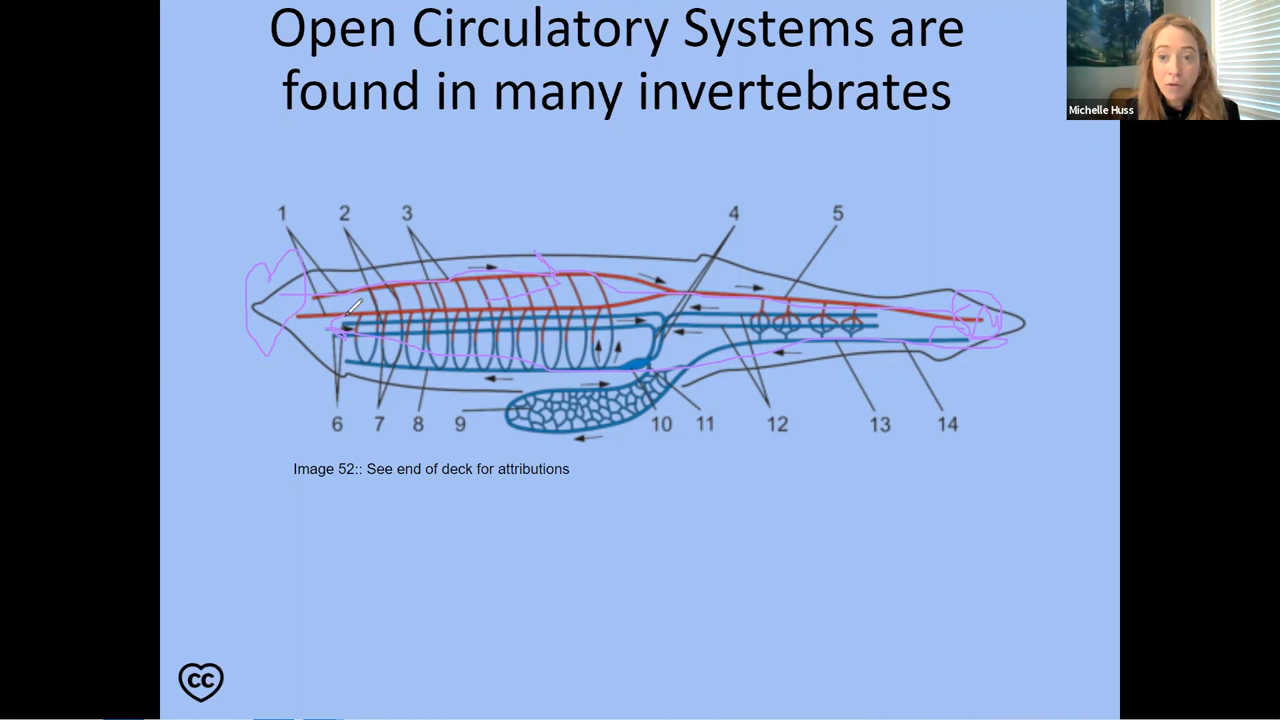 Open Circulatory Systems are
found in many invertebrates
Michelle Huss
1 2 3 4 5
6 7 8 9 10 11 12 13 14
Image 52:: See end of deck for attributions
cc